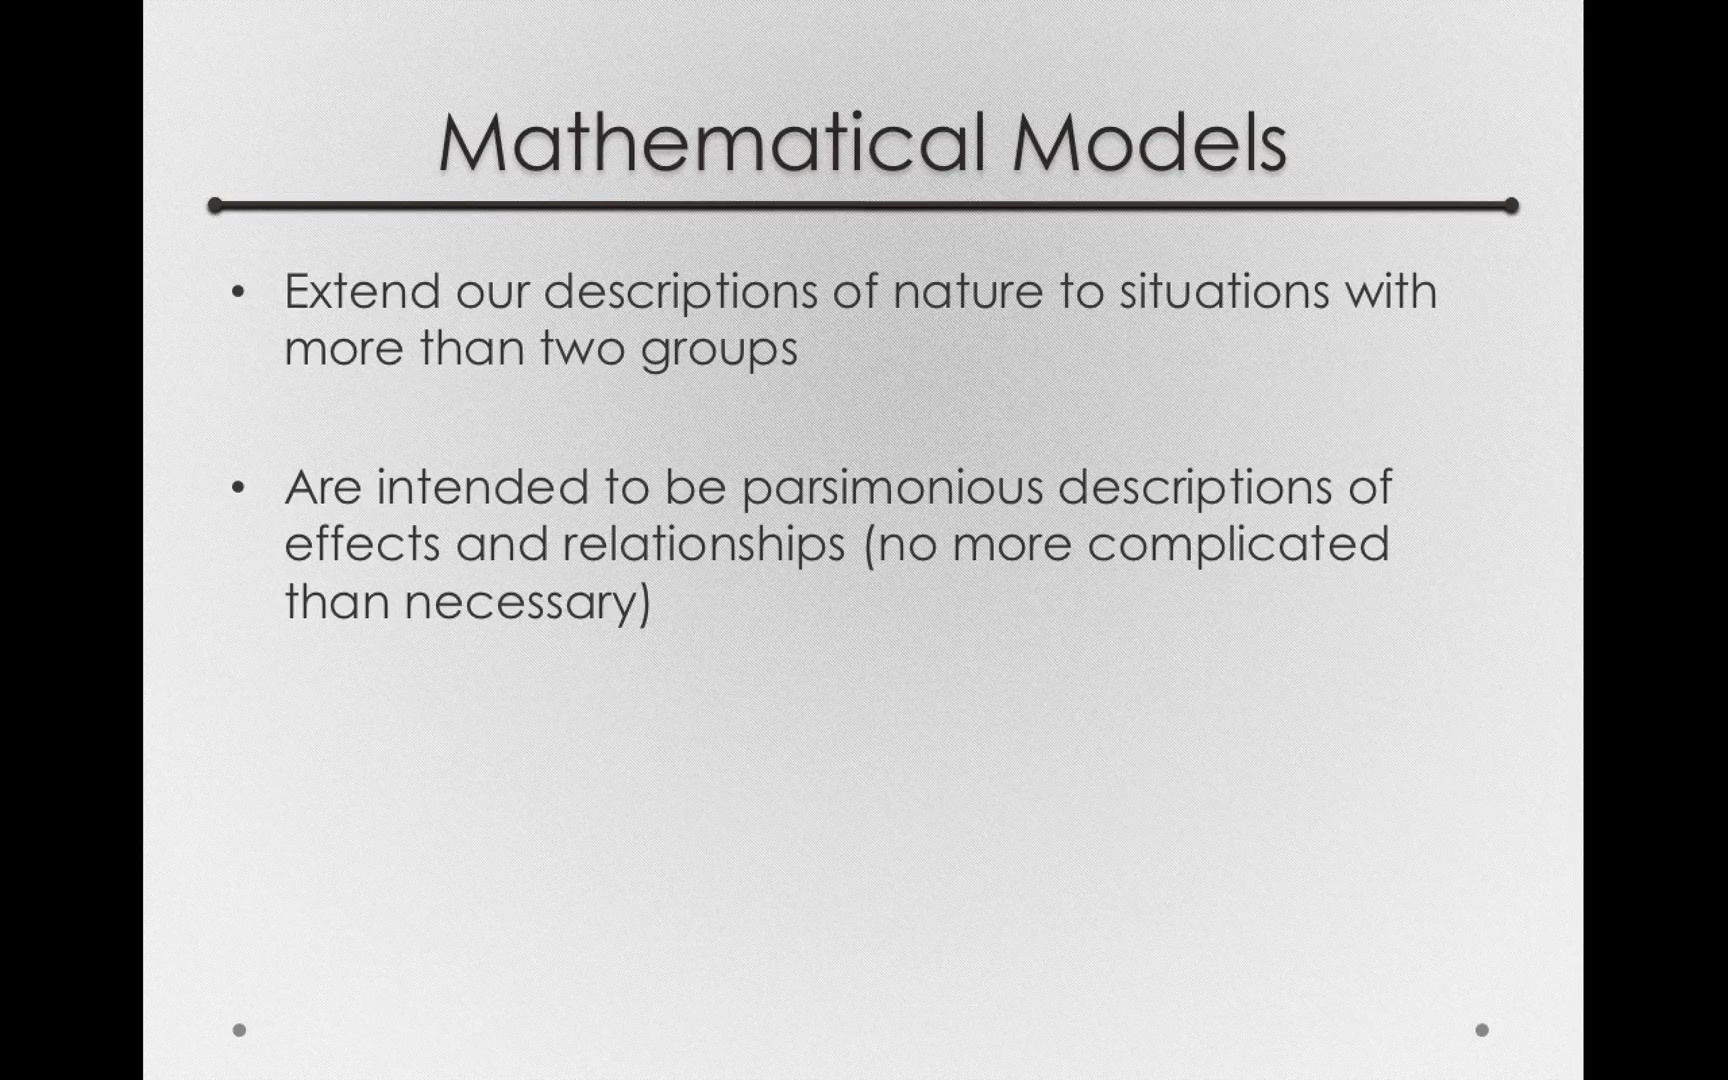 Mathematical Models
• Extend our descriptions of nature to situations with
more than two groups
• Are intended to be parsimonious descriptions of
effects and relationships (no more complicated
than necessary)